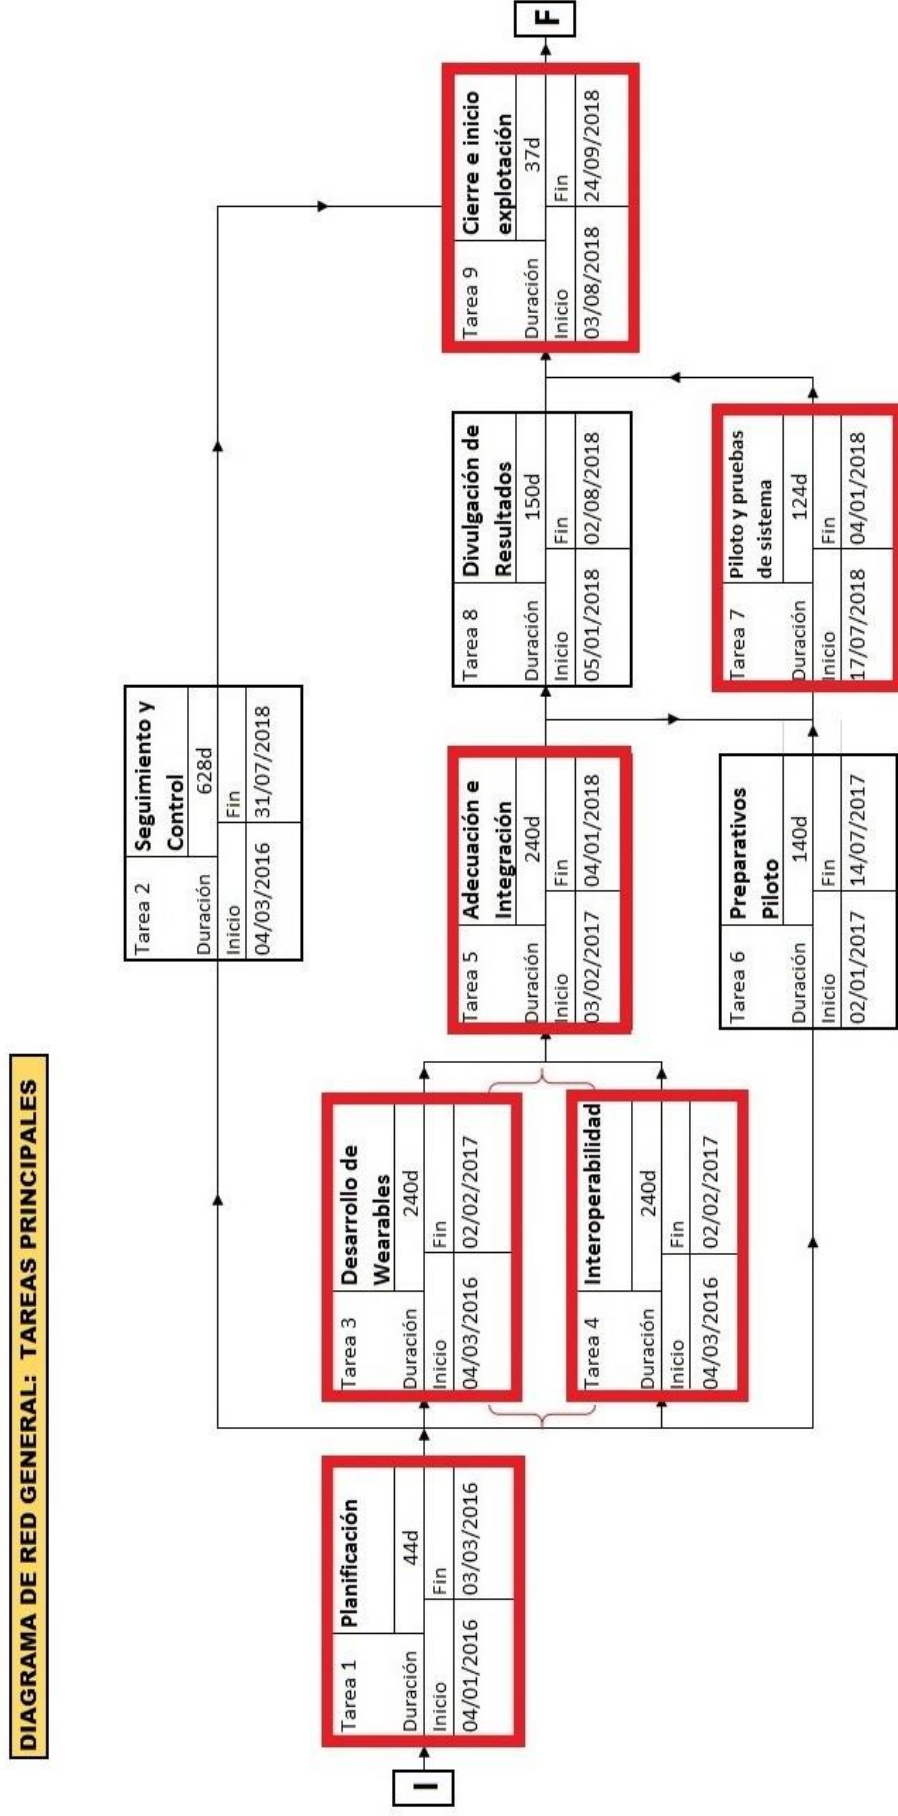 DIAGRAMA DE RED GENERAL: TAREAS PRINCIPALES
I
Tarea 1
Planificación
Duración
44d
Inicio
Fin
04/01/2016
03/03/2016
Tarea 2
Seguimiento y
Control
Duración
628d
Inicio
Fin
04/03/2016
31/07/2018
Tarea 3
Desarrollo de
Wearables
Duración
240d
Inicio
Fin
04/03/2016
02/02/2017
Tarea 4
Interoperabilidad
Duración
240d
Inicio
Fin
04/03/2016
02/02/2017
Tarea 5
Adecuación e
Integración
Duración
240d
Inicio
Fin
03/02/2017
04/01/2018
Tarea 6
Preparativos
Piloto
Duración
140d
Inicio
Fin
02/01/2017
14/07/2017
Tarea 8
Divulgación de
Resultados
Duración
150d
Inicio
Fin
05/01/2018
02/08/2018
Tarea 7
Piloto y pruebas
de sistema
Duración
124d
Inicio
Fin
17/07/2018
04/01/2018
Tarea 9
Cierre e inicio
explotación
Duración
37d
Inicio
Fin
03/08/2018
24/09/2018
F